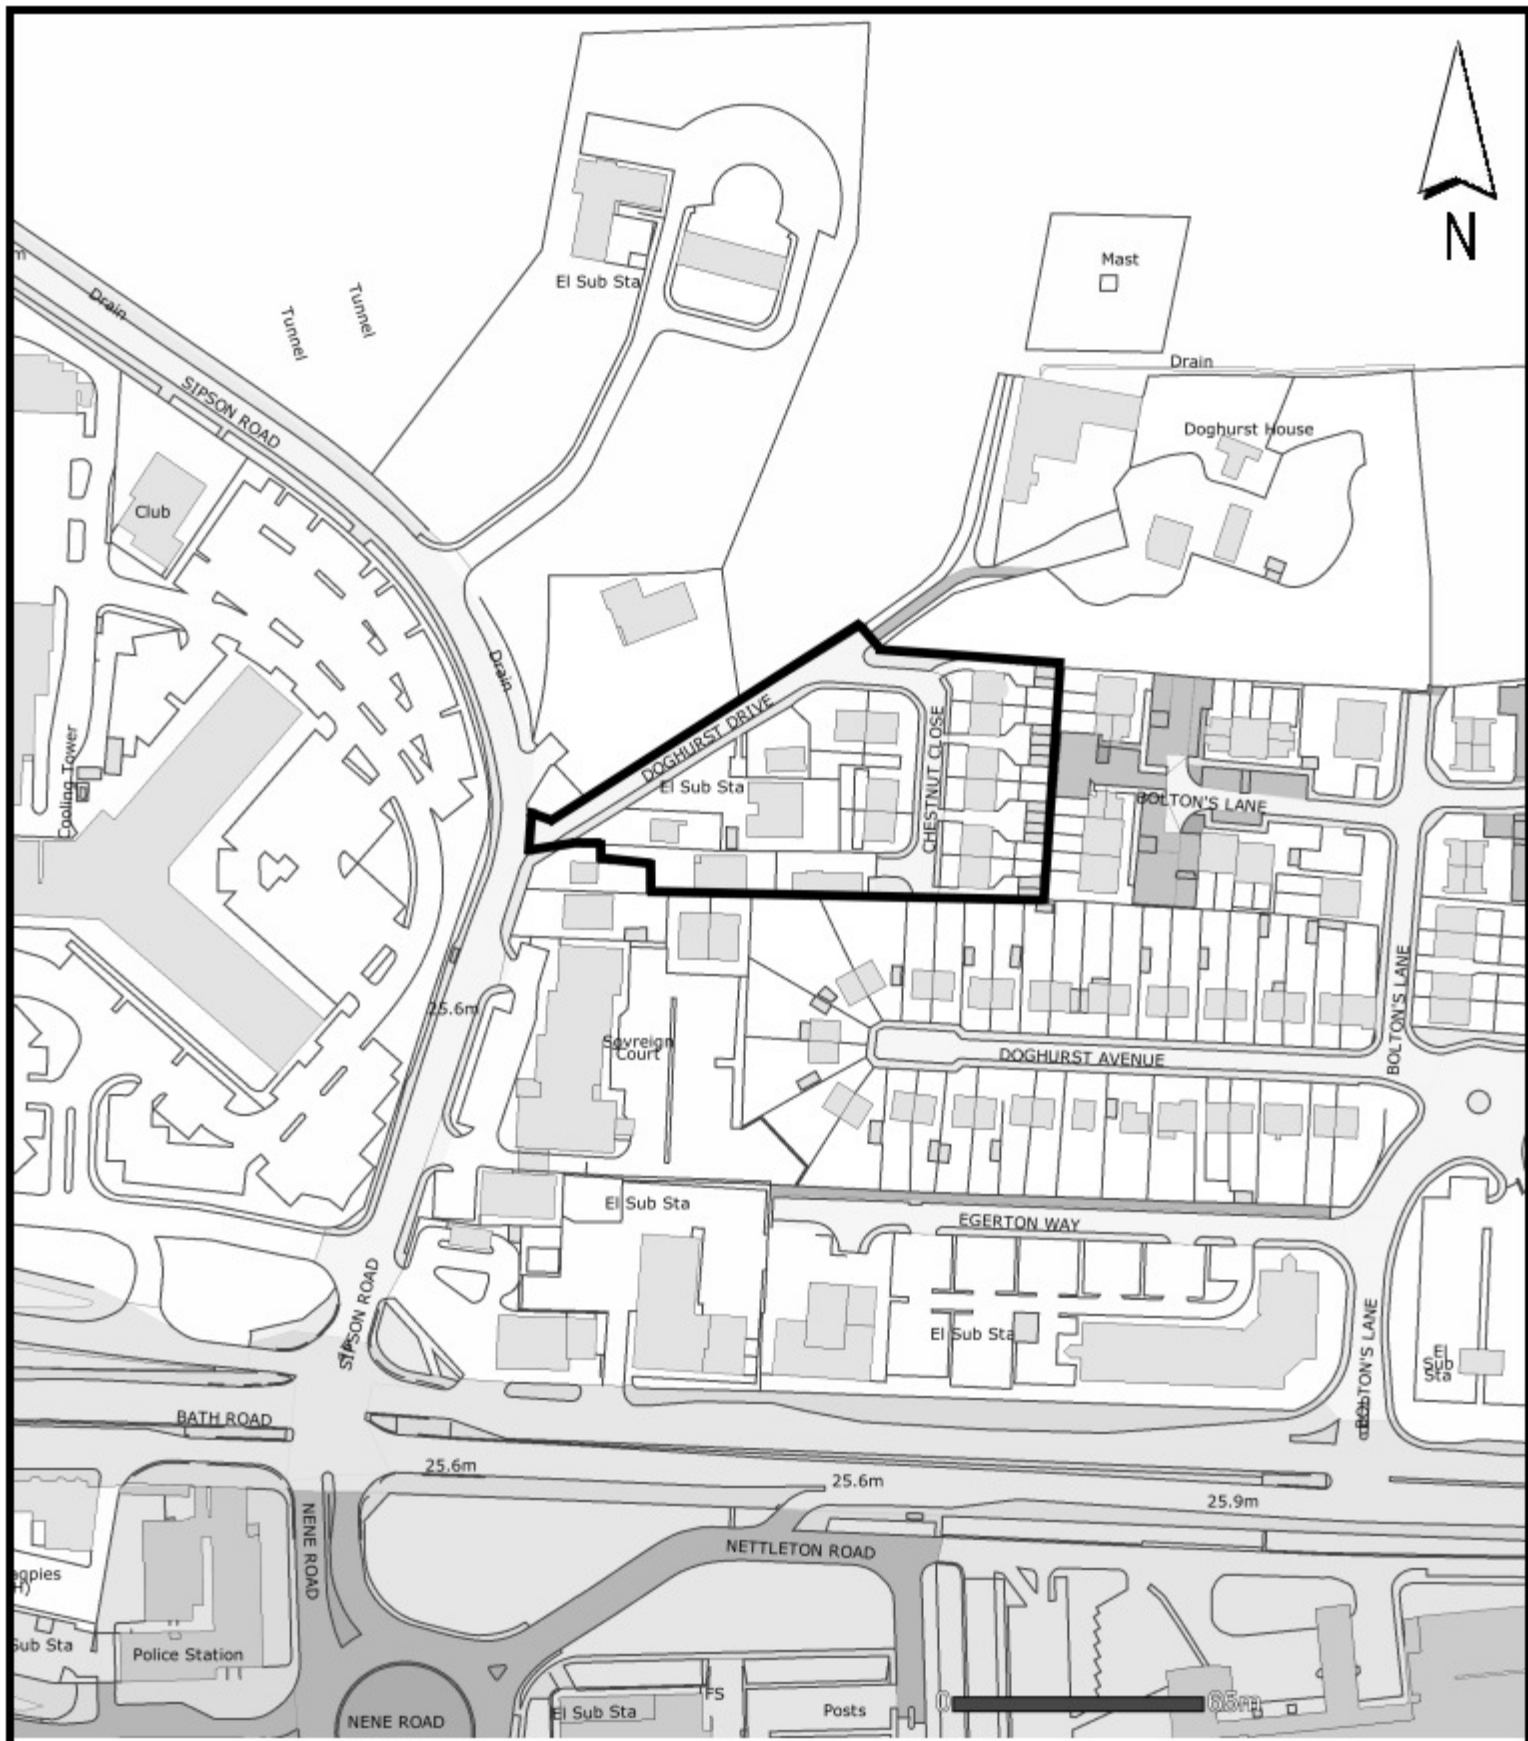 N
Mast
El Sub Sta
m
Drain
Tunnel
Tunnel
Drain
SIPSON ROAD
Doghurst House
Club
Drain
DOGHURST DRIVE
El Sub Sta
CHESTNUT CLOSE
Cooling Tower
BOLTON'S LANE
25.6m
Sovreign
Court
BOLTON'S LANE
DOGHURST AVENUE
El Sub Sta
EGERTON WAY
SIPSON ROAD
El Sub Sta
BOLTON'S LANE
El
Sub
Sta
BATH ROAD
25.6m
25.6m
25.9m
NENE ROAD
NETTLETON ROAD
agpies
H)
Sub Sta
Police Station
NENE ROAD
El Sub Sta
FS
Posts
0
65m